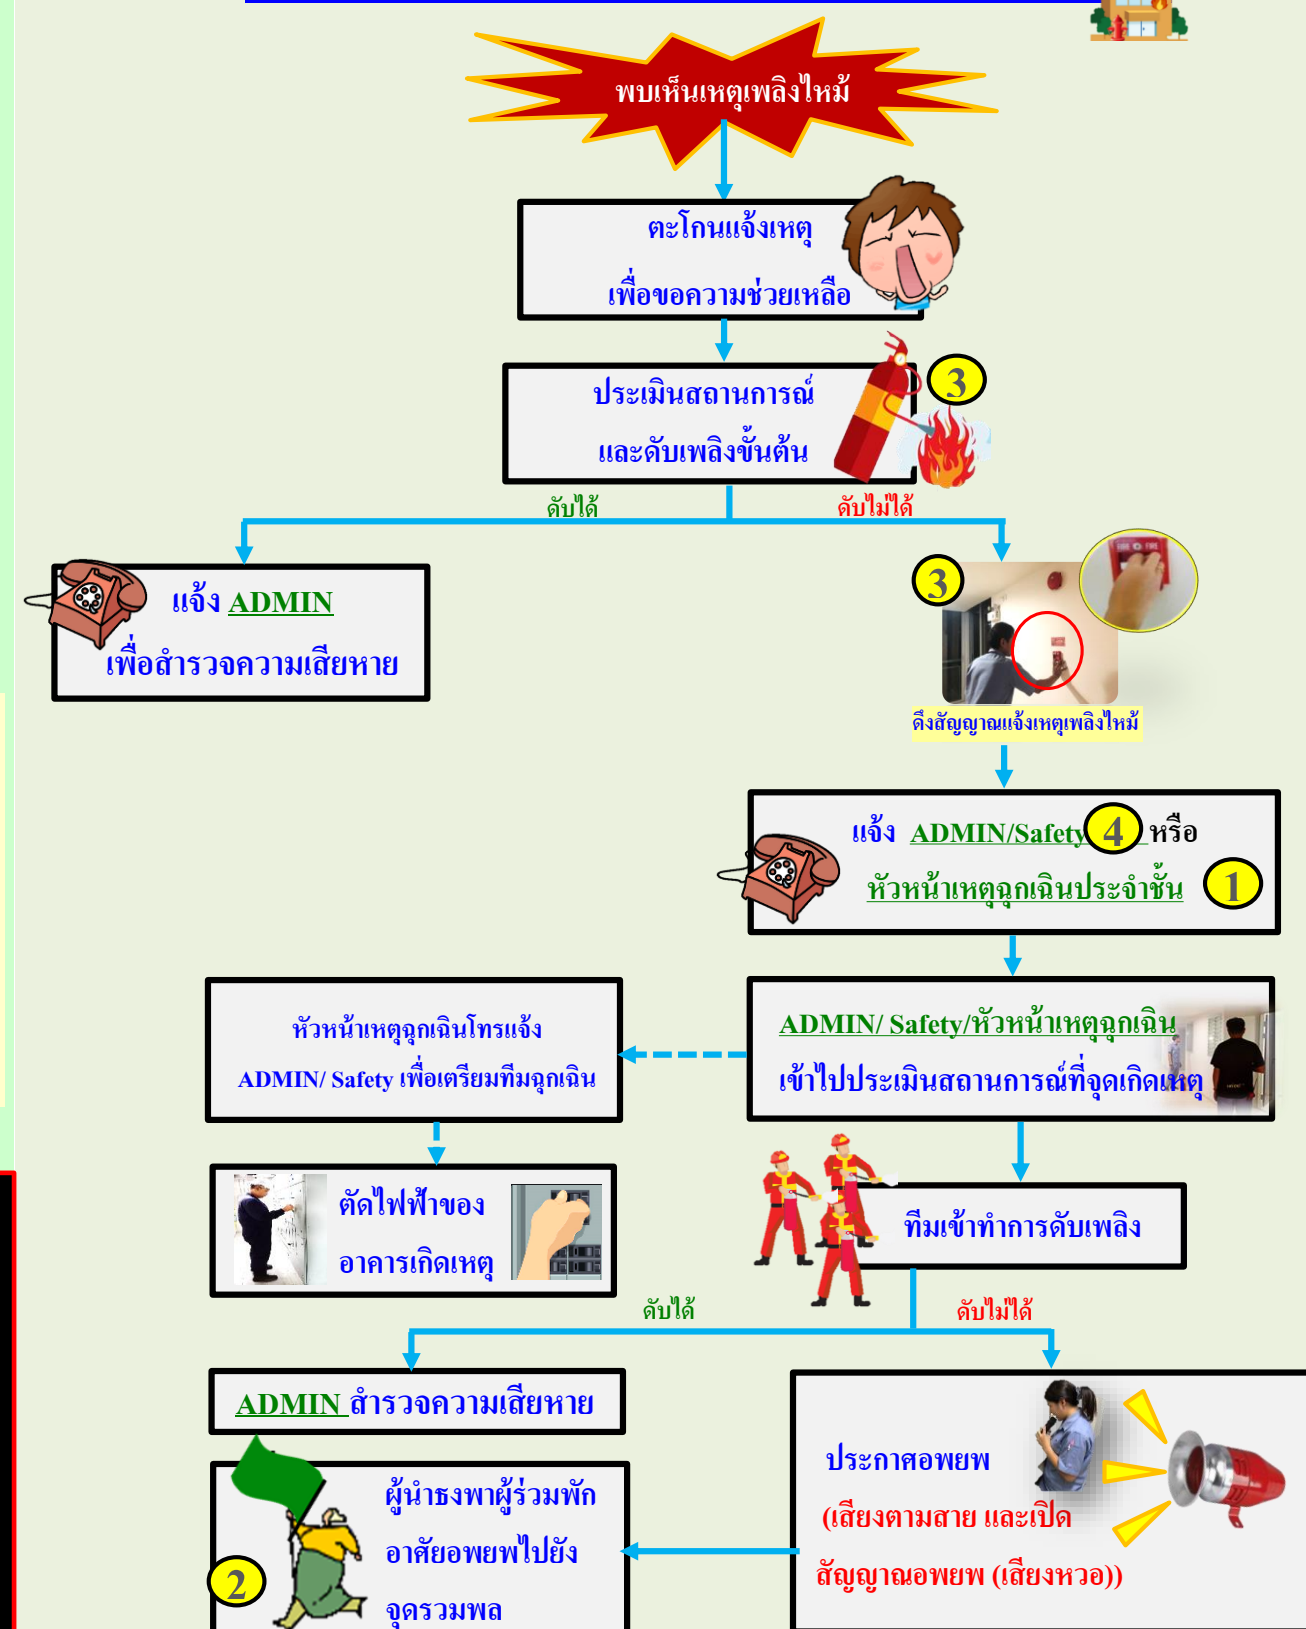 พบเห็นเหตุเพลิงไหม้
ตะโกนแจ้งเหตุ
เพื่อขอความช่วยเหลือ
ประเมินสถานการณ์
และดับเพลิงขั้นต้น
3
ดับได้
ดับไม่ได้
แจ้ง ADMIN
เพื่อสำรวจความเสียหาย
3
FIRE
ดึงสัญญาณแจ้งเหตุเพลิงไหม้
แจ้ง ADMIN/Safety 4 หรือ
หัวหน้าเหตุฉุกเฉินประจำชั้น 1
ADMIN/ Safety/หัวหน้าเหตุฉุกเฉิน
เข้าไปประเมินสถานการณ์ที่จุดเกิดเหตุ
หัวหน้าเหตุฉุกเฉินโทรแจ้ง
ADMIN/ Safety เพื่อเตรียมทีมฉุกเฉิน
ตัดไฟฟ้าของ
อาคารเกิดเหตุ
ทีมเข้าทำการดับเพลิง
ดับได้
ดับไม่ได้
ADMIN สำรวจความเสียหาย
ประกาศอพยพ
(เสียงตามสาย และเปิด
สัญญาณอพยพ (เสียงหวอ))
ผู้นำธงพาผู้ร่วมพัก
อาศัยอพยพไปยัง
จุดรวมพล
2